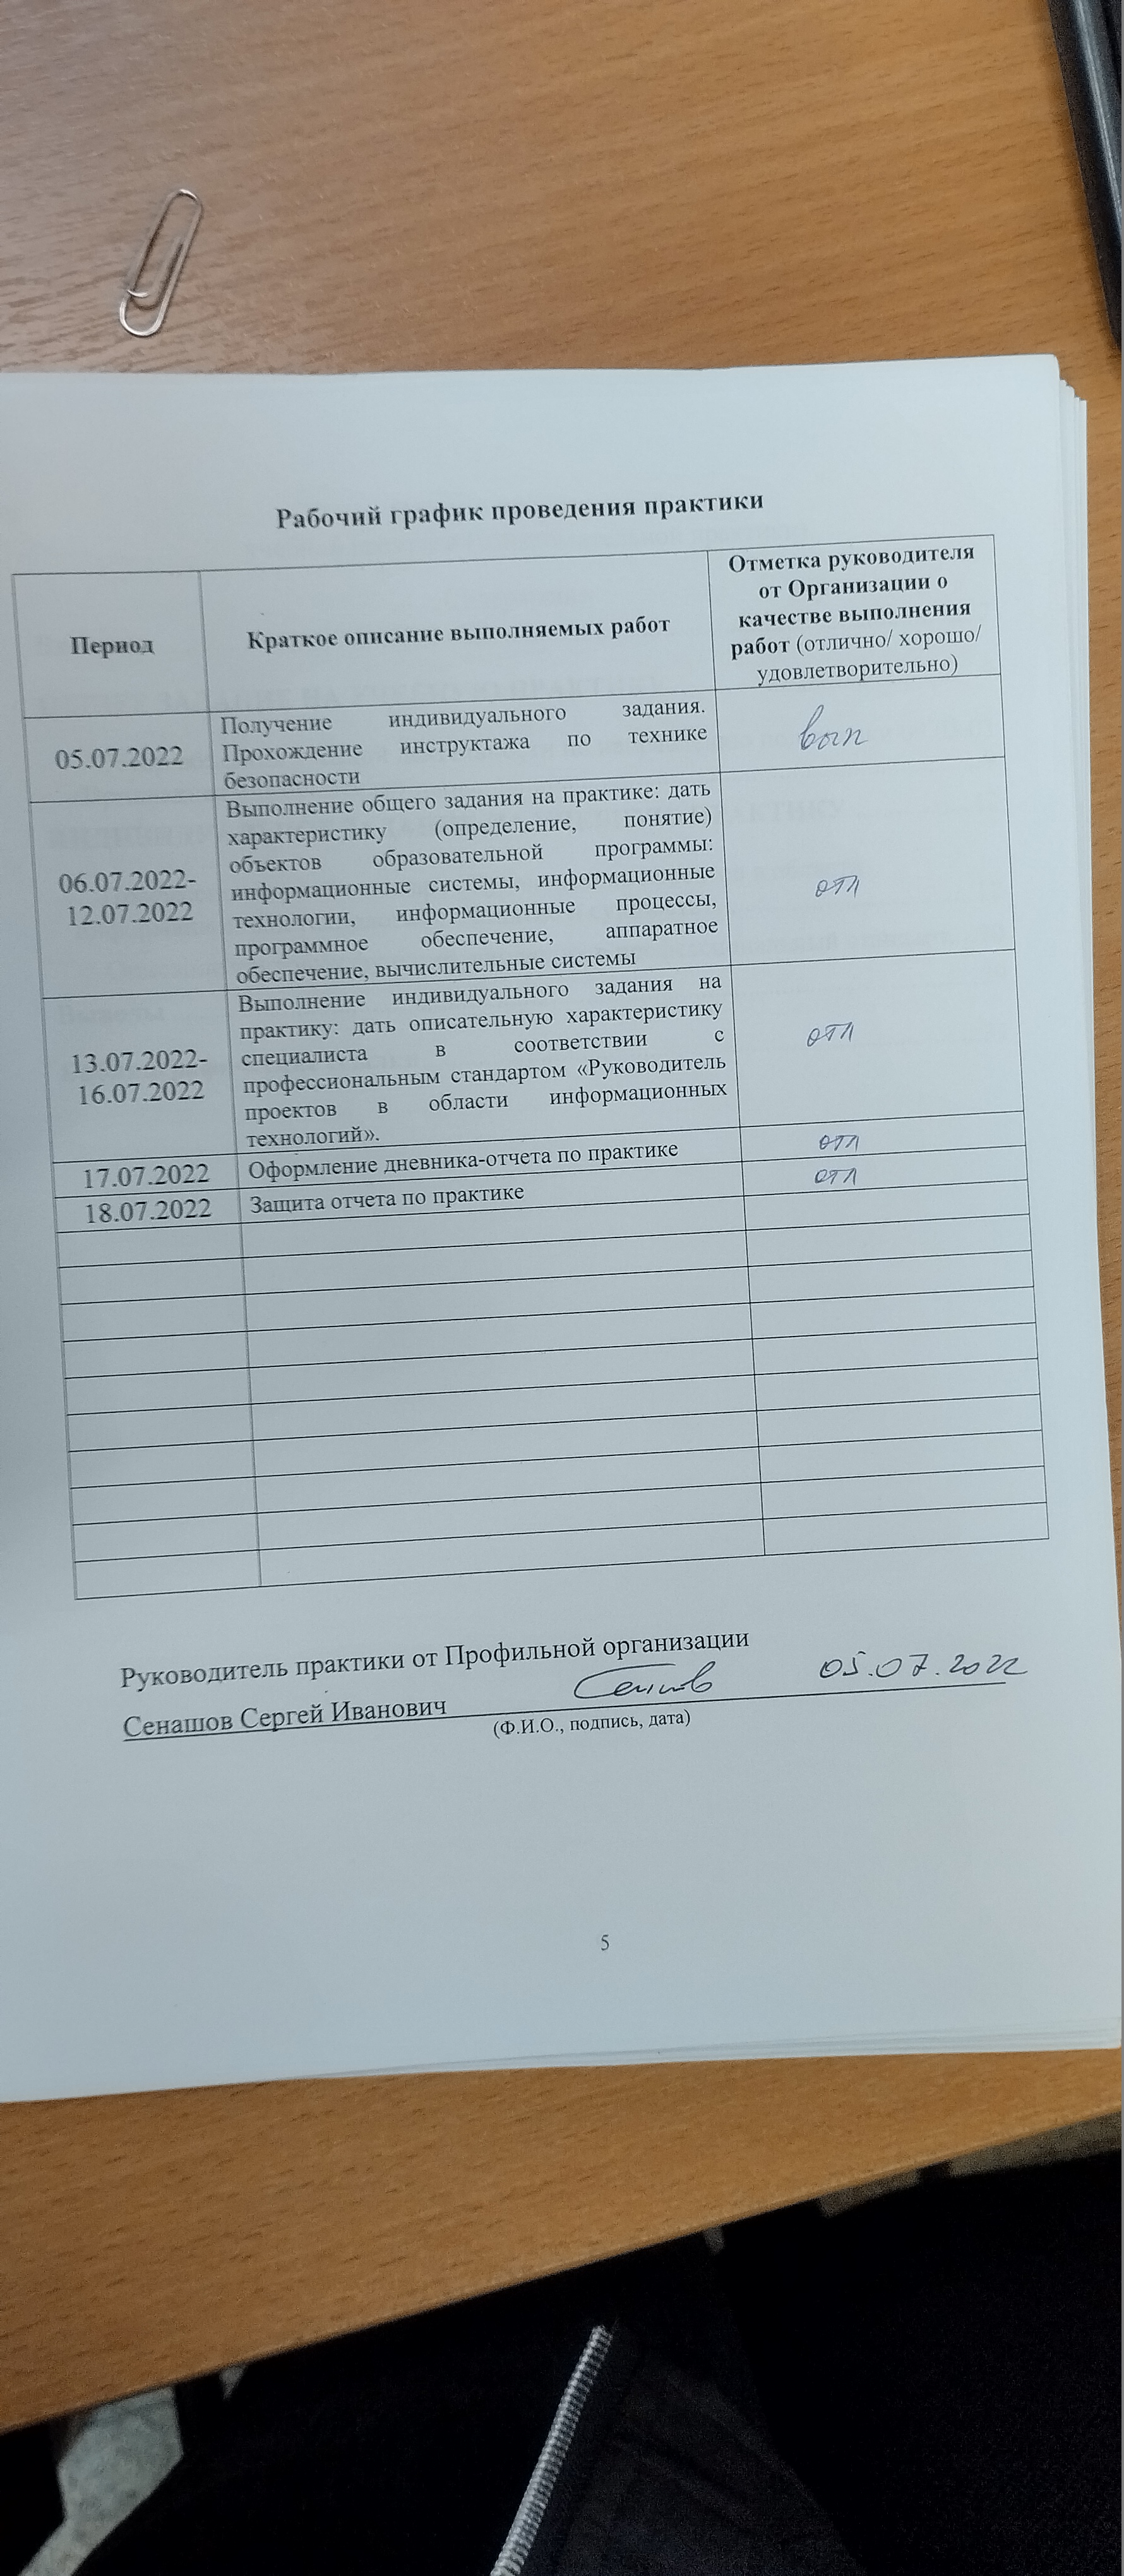 Рабочий график проведения практики
Период
Краткое описание выполняемых работ
Отметка руководителя
от Организации о
качестве выполнения
работ (отлично/ хорошо/
удовлетворительно)
05.07.2022
Получение индивидуального задания.
Прохождение инструктажа по технике
безопасности
вып
06.07.2022-
12.07.2022
Выполнение общего задания на практике: дать
характеристику (определение, понятие)
объектов образовательной программы:
информационные системы, информационные
технологии, информационные процессы,
программное обеспечение, аппаратное
обеспечение, вычислительные системы
отл
13.07.2022-
16.07.2022
Выполнение индивидуального задания на
практику: дать описательную характеристику
специалиста в соответствии с
профессиональным стандартом «Руководитель
проектов в области информационных
технологий».
отл
17.07.2022
Оформление дневника-отчета по практике
отл
18.07.2022
Защита отчета по практике
отл
Руководитель практики от Профильной организации
Сенашов Сергей Иванович
05.07.2022
(Ф.И.О., подпись, дата)
5